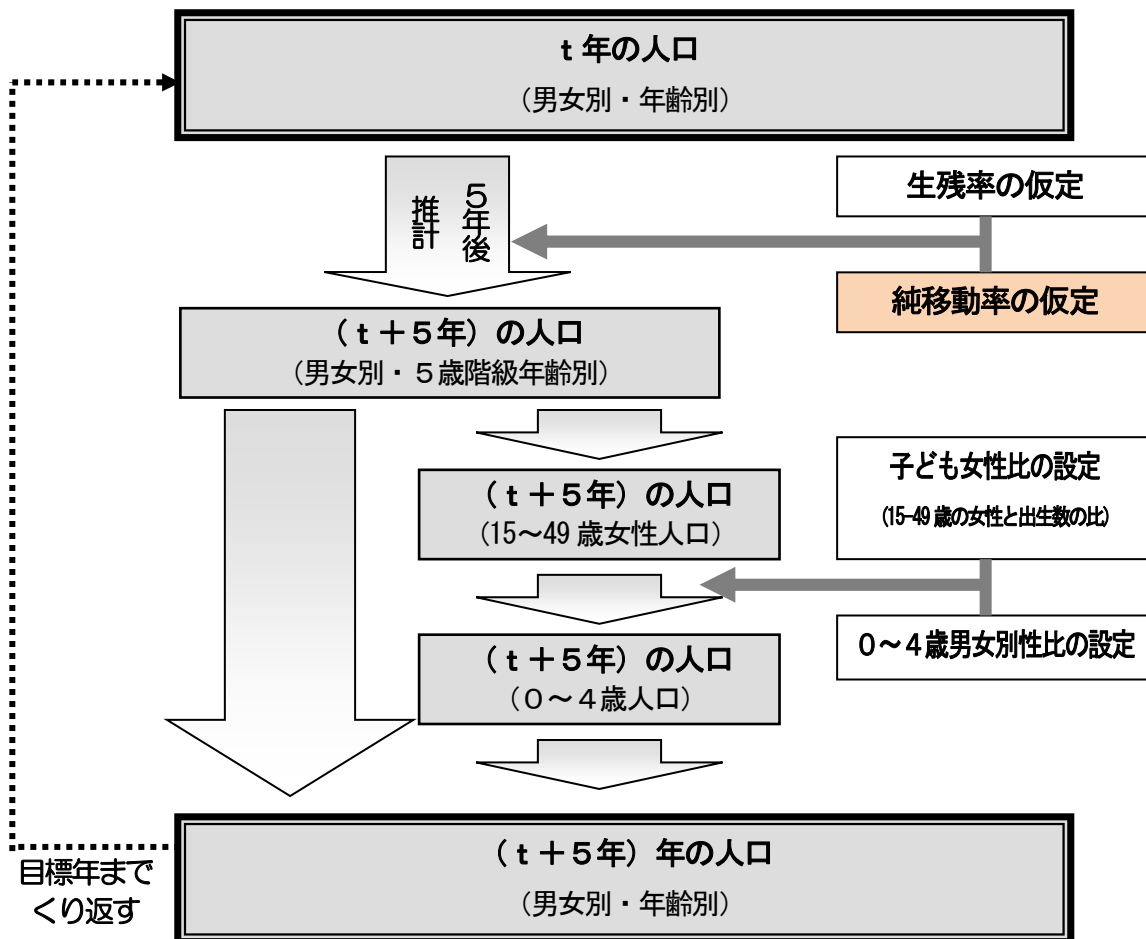 t 年の人口
（男女別・年齢別）
５年後
推計
生残率の仮定
純移動率の仮定
（ｔ＋５年）の人口
（男女別・５歳階級年齢別）
（ｔ＋５年）の人口
（15～49 歳女性人口）
子ども女性比の設定
(15-49 歳の女性と出生数の比)
（ｔ＋５年）の人口
（０～４歳人口）
０～４歳男女別性比の設定
（ｔ＋５年）年の人口
（男女別・年齢別）
目標年まで
くり返す